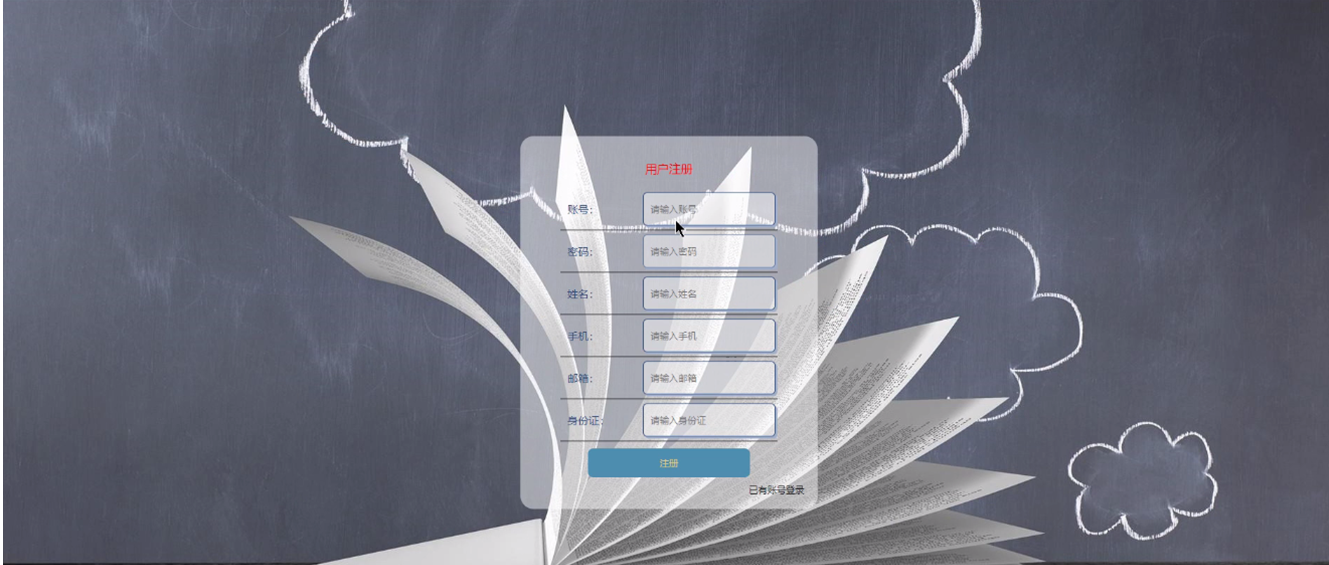 用户注册
账号： 请输入账号
密码： 请输入密码
姓名： 请输入姓名
手机： 请输入手机
邮箱： 请输入邮箱
身份证： 请输入身份证
注册
已有账号登录